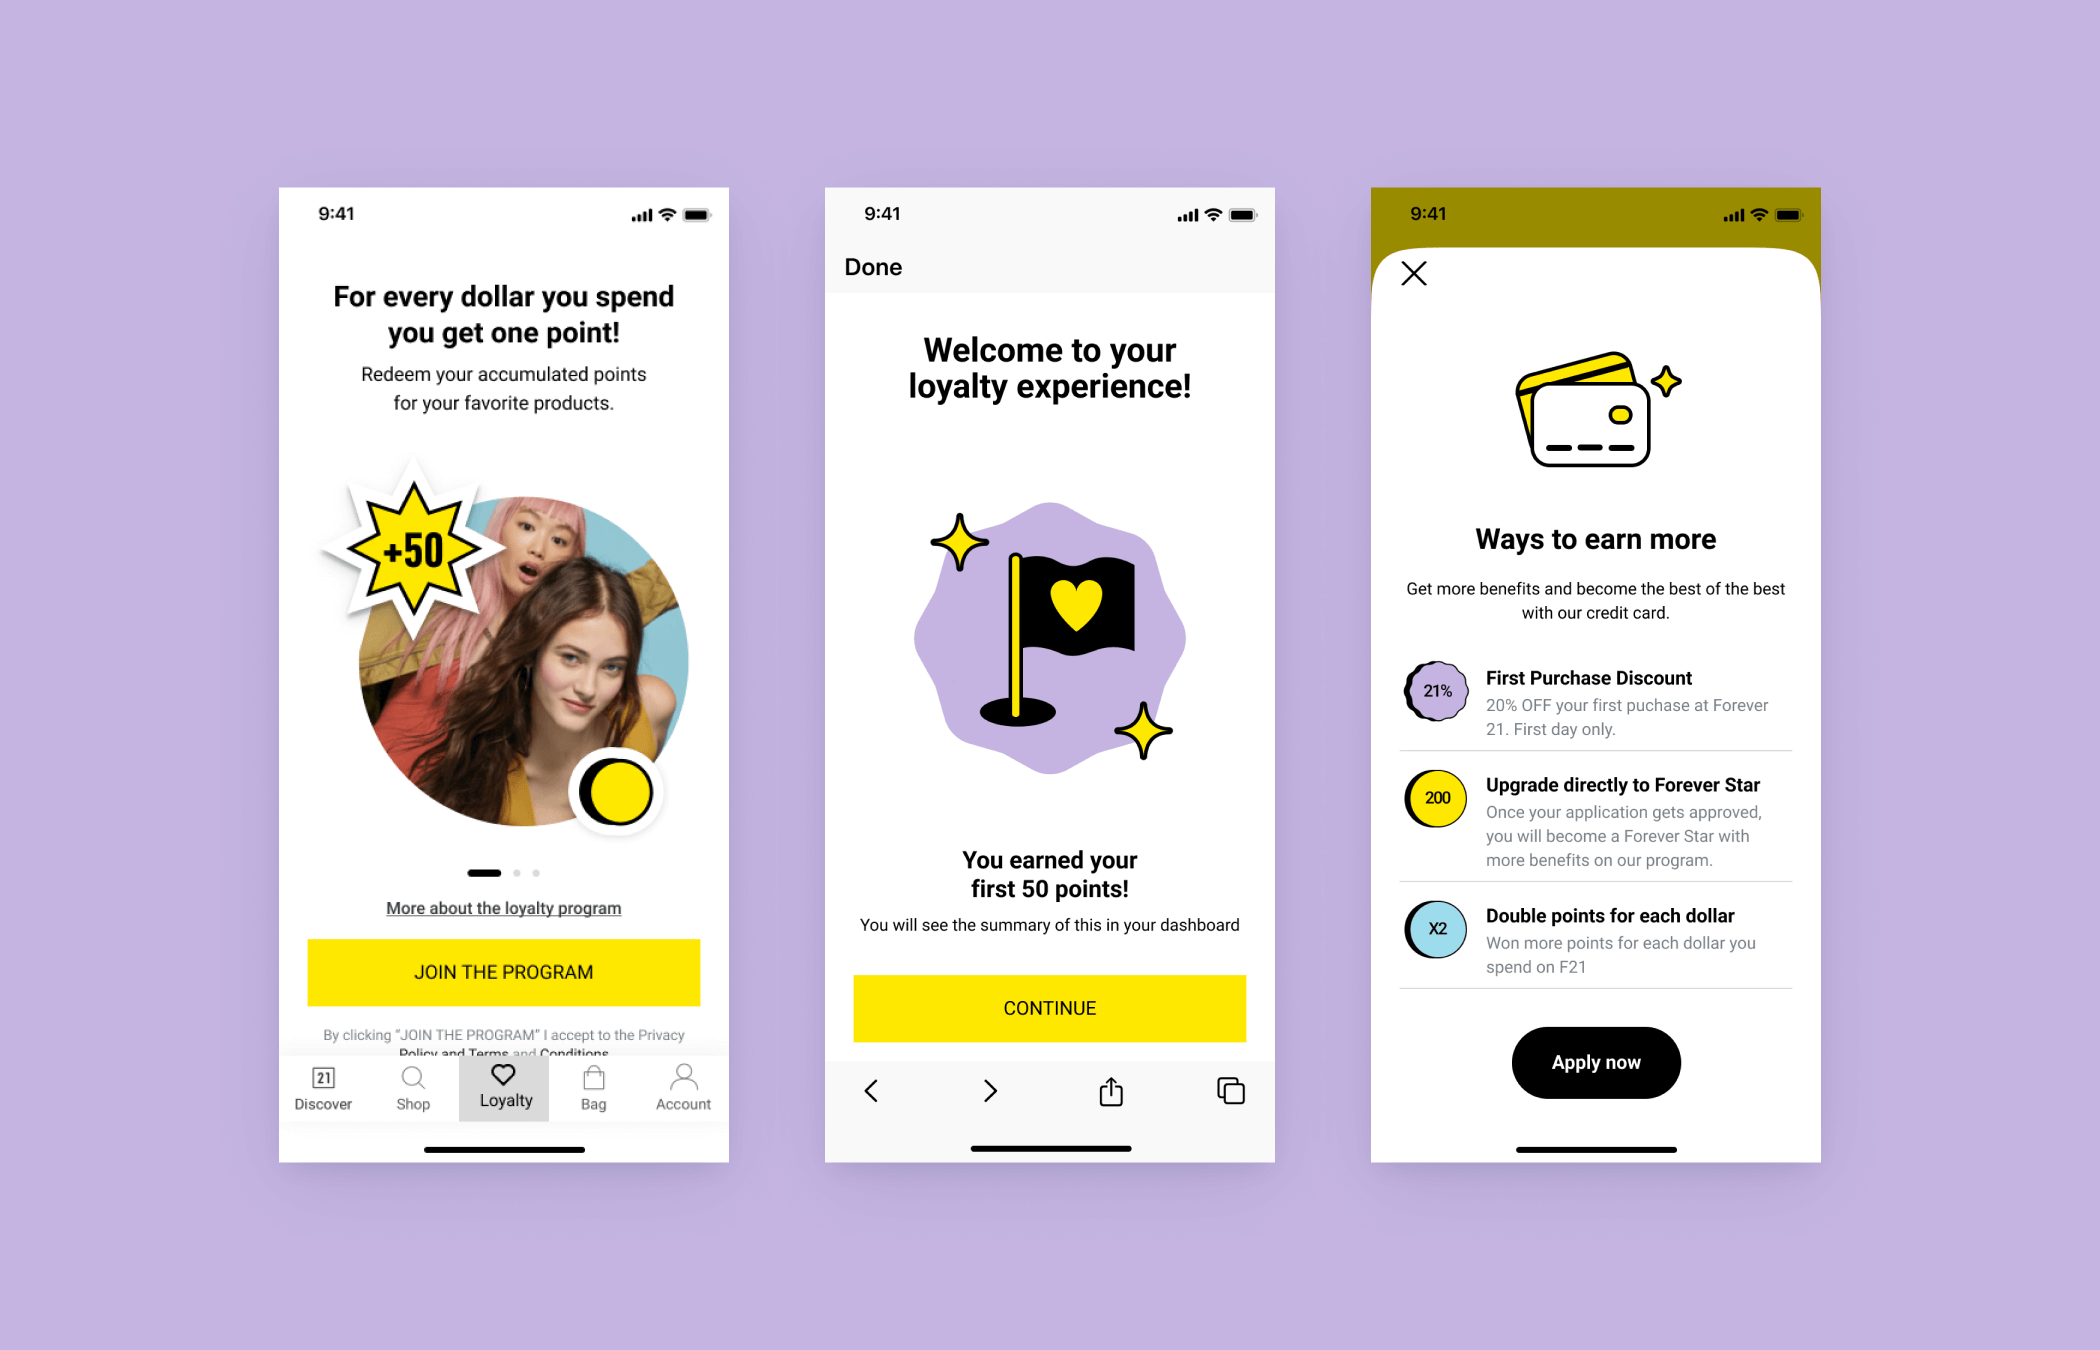 9:41
For every dollar you spend
you get one point!
Redeem your accumulated points
for your favorite products.
+50
More about the loyalty program
JOIN THE PROGRAM
By clicking “JOIN THE PROGRAM” I accept to the Privacy
Policy and Terms and Conditions
21
Discover
Shop
Loyalty
Bag
Account
9:41
Done
Welcome to your
loyalty experience!
You earned your
first 50 points!
You will see the summary of this in your dashboard
CONTINUE
9:41
Ways to earn more
Get more benefits and become the best of the best
with our credit card.
21%
First Purchase Discount
20% OFF your first puchase at Forever
21. First day only.
200
Upgrade directly to Forever Star
Once your application gets approved,
you will become a Forever Star with
more benefits on our program.
X2
Double points for each dollar
Won more points for each dollar you
spend on F21
Apply now